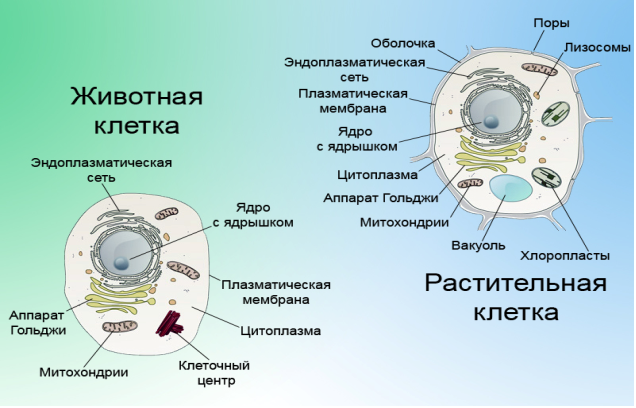 Животная
клетка
Эндоплазматическая
сеть
Ядро
с ядрышком
Плазматическая
мембрана
Цитоплазма
Клеточный
центр
Митохондрии
Аппарат
Гольджи
Поры
Лизосомы
Оболочка
Эндоплазматическая
сеть
Плазматическая
мембрана
Ядро
с ядрышком
Цитоплазма
Аппарат Гольджи
Митохондрии
Вакуоль
Хлоропласты
Растительная
клетка